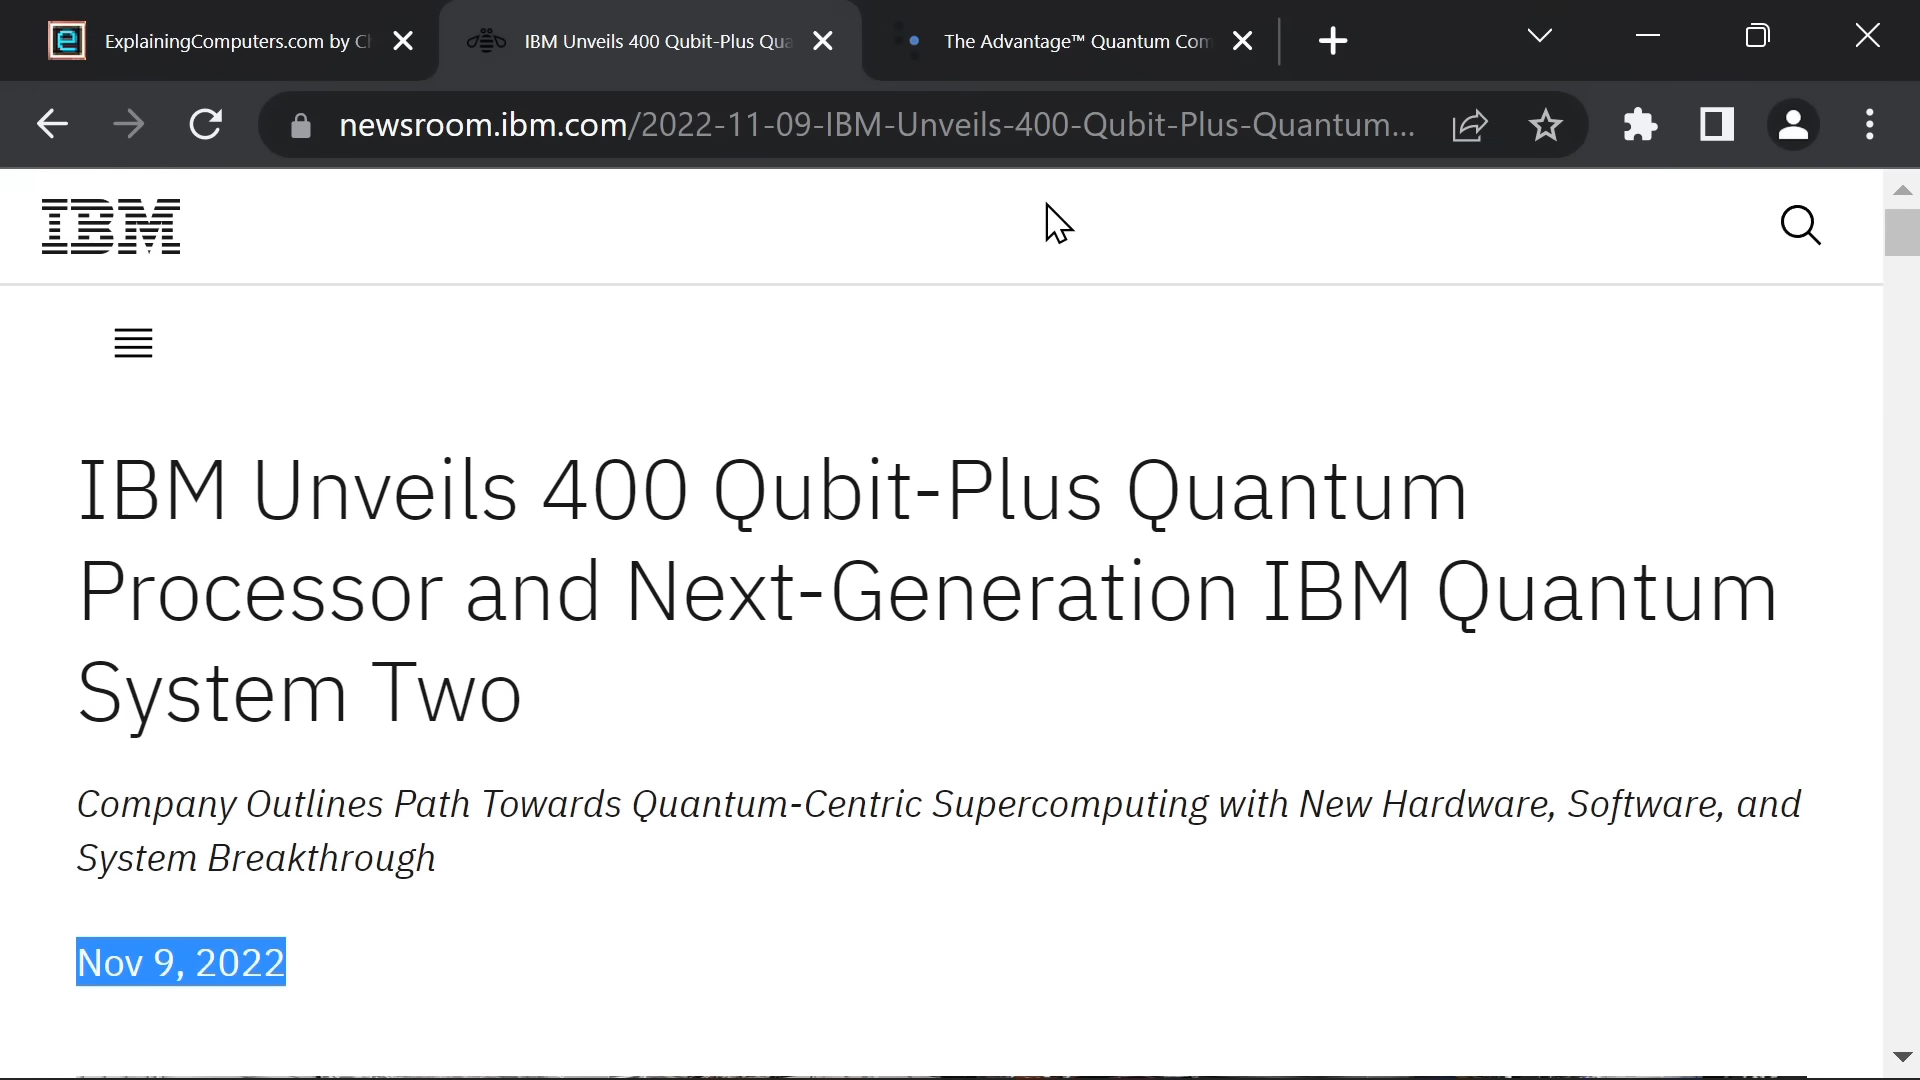 ExplainingComputers.com by C
IBM Unveils 400 Qubit-Plus Qua
The Advantage™ Quantum Com
newsroom.ibm.com/2022-11-09-IBM-Unveils-400-Qubit-Plus-Quantum...
IBM
IBM Unveils 400 Qubit-Plus Quantum
Processor and Next-Generation IBM Quantum
System Two
Company Outlines Path Towards Quantum-Centric Supercomputing with New Hardware, Software, and
System Breakthrough
Nov 9, 2022